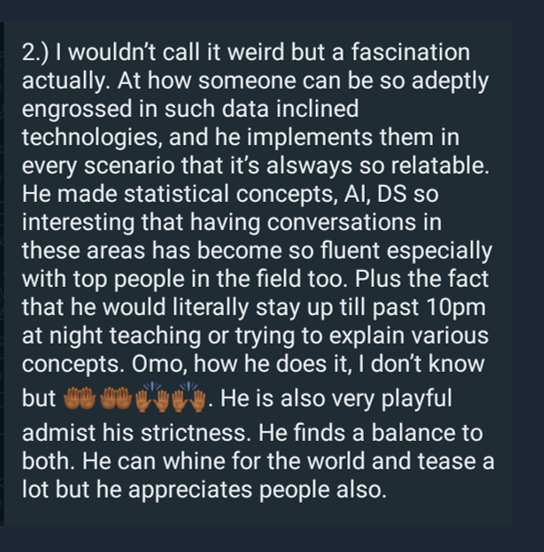 2.) I wouldn't call it weird but a fascination
actually. At how someone can be so adeptly
engrossed in such data inclined
technologies, and he implements them in
every scenario that it's alsways so relatable.
He made statistical concepts, AI, DS so
interesting that having conversations in
these areas has become so fluent especially
with top people in the field too. Plus the fact
that he would literally stay up till past 10pm
at night teaching or trying to explain various
concepts. Omo, how he does it, I don't know
but 🤲🏾🤲🏾🙌🏾🙌🏾. He is also very playful
admist his strictness. He finds a balance to
both. He can whine for the world and tease a
lot but he appreciates people also.